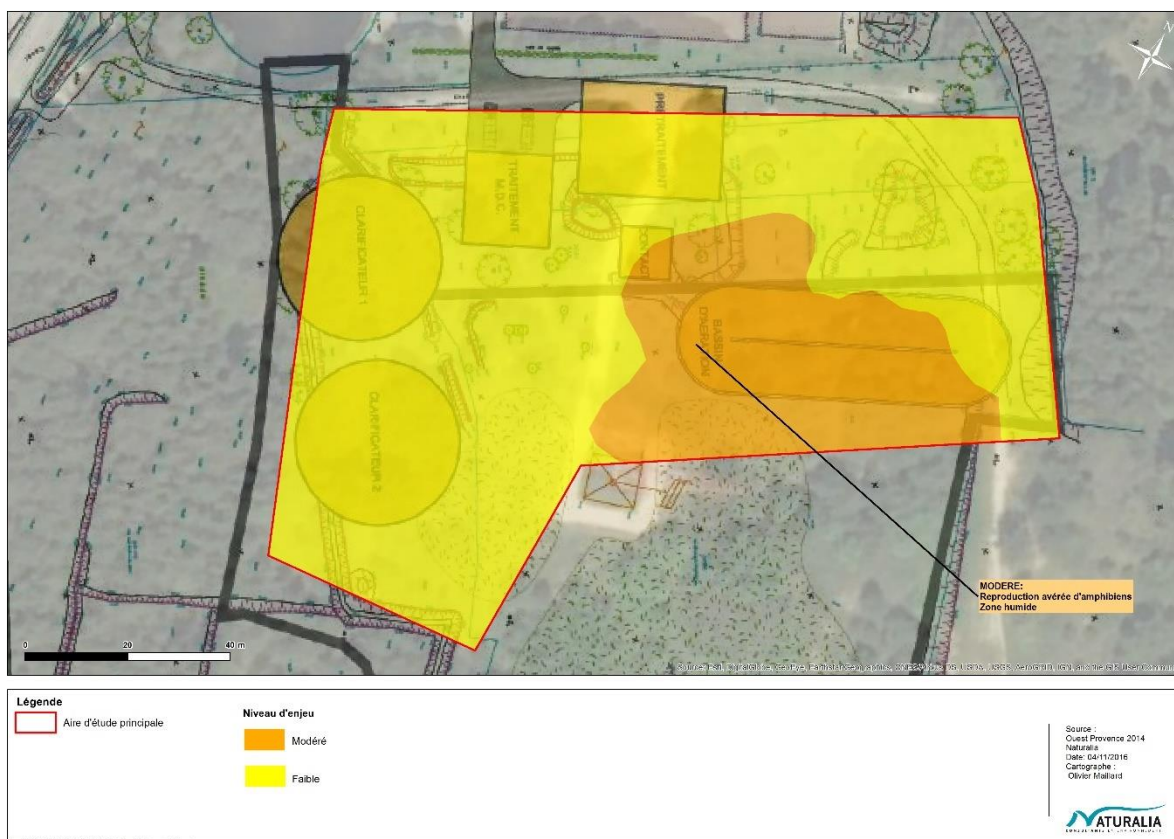 N
PRETRAITEMENT
TRAITEMENT
M.D.C.
CLARIFICATEUR 1
BASSIN
D'AERATION
CLARIFICATEUR 2
MODERE:
Reproduction avérée d'amphibiens
Zone humide
0 20 40 m
Légende
Aire d'étude principale
Niveau d'enjeu
Modéré
Faible
Source :
Ouest Provence 2014
Naturalia
Date: 04/11/2016
Cartographe :
Olivier Maillard
NATURALIA